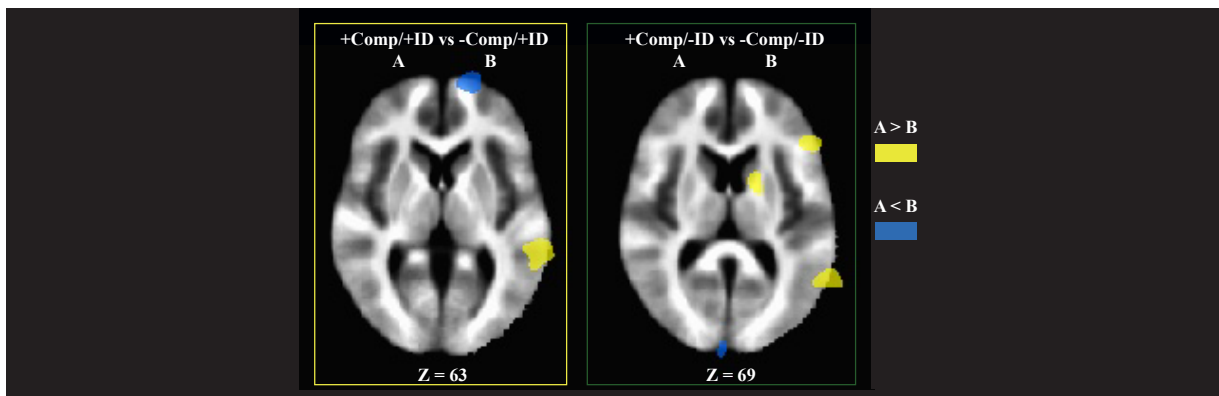 +Comp/+ID vs -Comp/+ID
A B
Z = 63
+Comp/-ID vs -Comp/-ID
A B
Z = 69
A > B
A < B